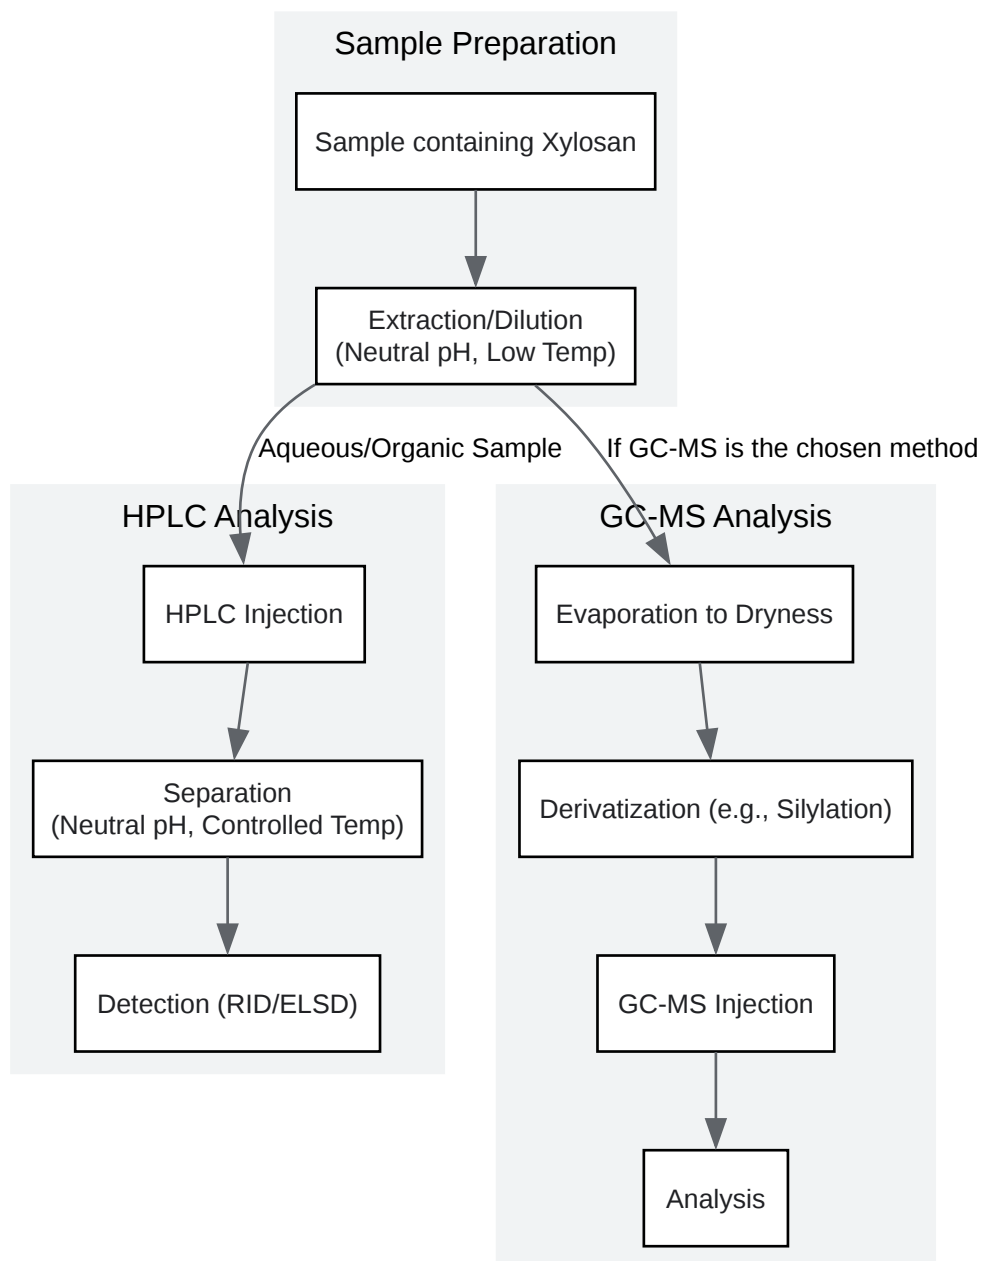 Sample Preparation
Sample containing Xylosan
Extraction/Dilution
(Neutral pH, Low Temp)
Aqueous/Organic Sample
If GC-MS is the chosen method
HPLC Analysis
HPLC Injection
Separation
(Neutral pH, Controlled Temp)
Detection (RID/ELSD)
GC-MS Analysis
Evaporation to Dryness
Derivatization (e.g., Silylation)
GC-MS Injection
Analysis